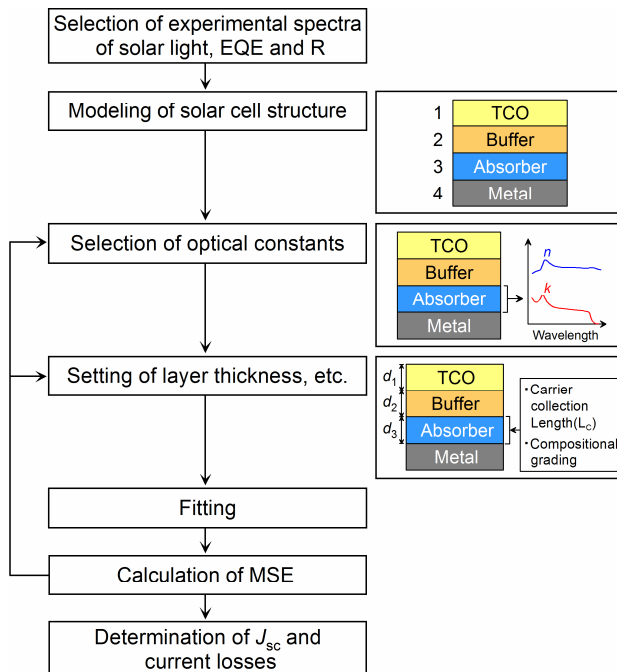 Selection of experimental spectra
of solar light, EQE and R
Modeling of solar cell structure
1 TCO
2 Buffer
3 Absorber
4 Metal
Selection of optical constants
TCO
Buffer
Absorber
Metal
n
k
Wavelength
Setting of layer thickness, etc.
d1 TCO
d2 Buffer
d3 Absorber
Metal
・Carrier
collection
Length(LC)
・Compositional
grading
Fitting
Calculation of MSE
Determination of Jsc and
current losses